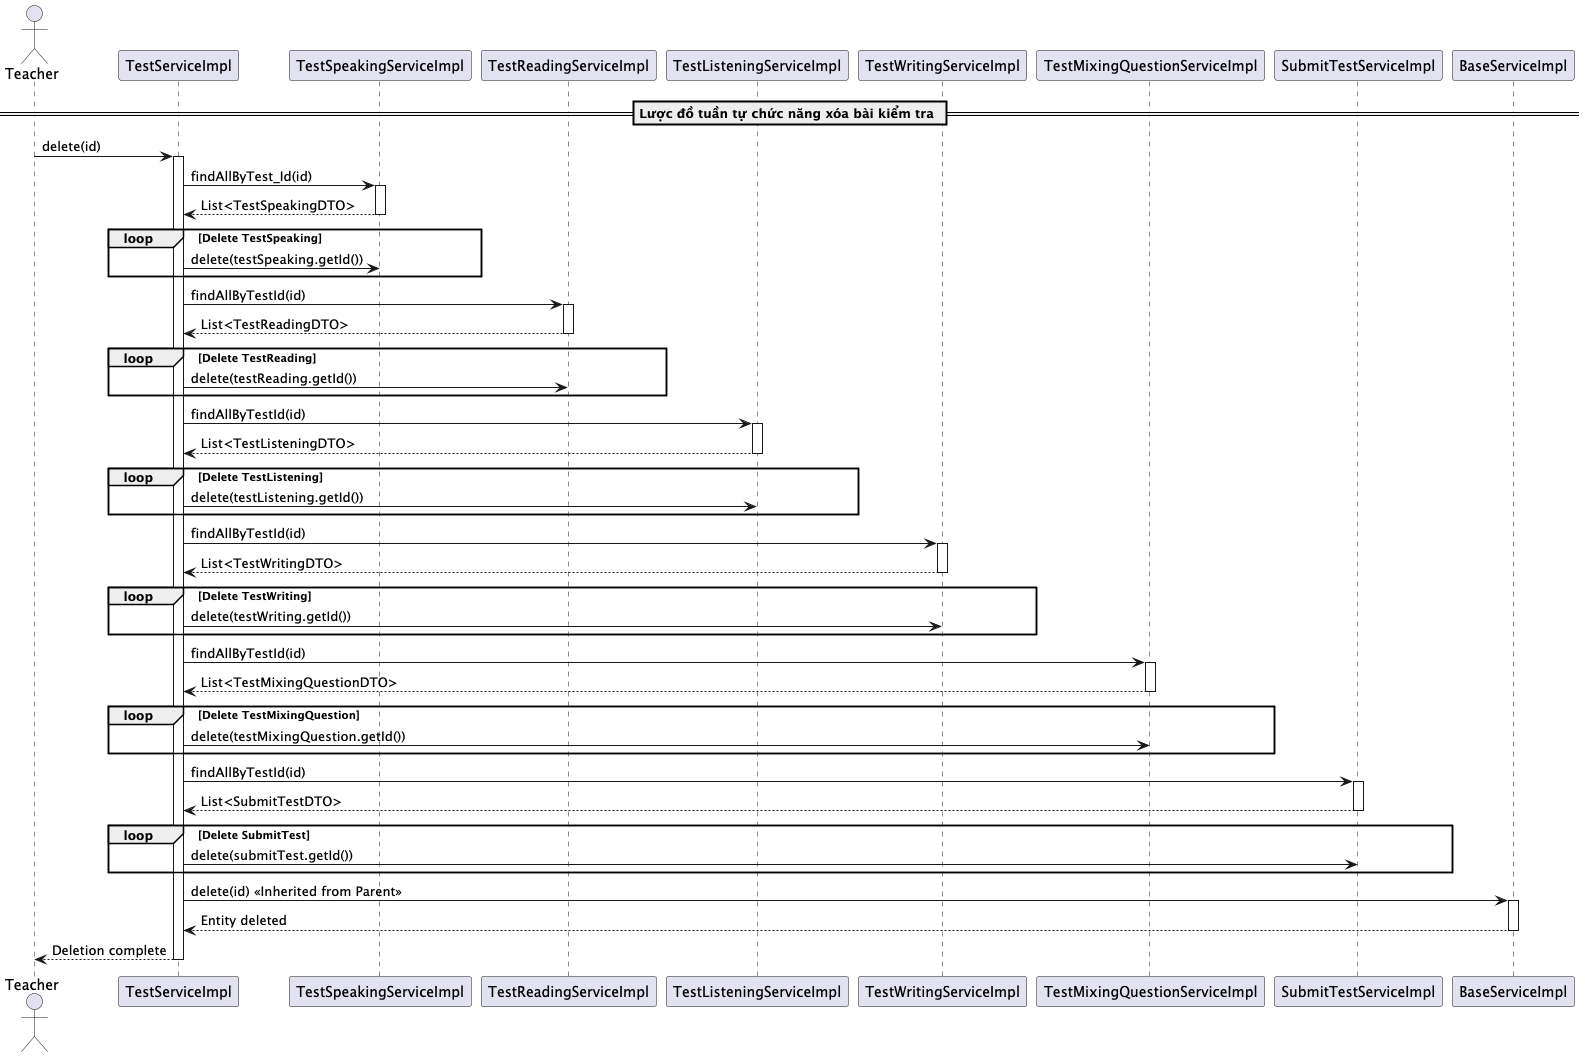 Teacher
TestServiceImpl
TestSpeakingServiceImpl
TestReadingServiceImpl
TestListeningServiceImpl
TestWritingServiceImpl
TestMixingQuestionServiceImpl
SubmitTestServiceImpl
BaseServiceImpl
Lược đồ tuần tự chức năng xóa bài kiểm tra
delete(id)
findAllByTest_Id(id)
List<TestSpeakingDTO>
loop [Delete TestSpeaking]
delete(testSpeaking.getId())
findAllByTestId(id)
List<TestReadingDTO>
loop [Delete TestReading]
delete(testReading.getId())
findAllByTestId(id)
List<TestListeningDTO>
loop [Delete TestListening]
delete(testListening.getId())
findAllByTestId(id)
List<TestWritingDTO>
loop [Delete TestWriting]
delete(testWriting.getId())
findAllByTestId(id)
List<TestMixingQuestionDTO>
loop [Delete TestMixingQuestion]
delete(testMixingQuestion.getId())
findAllByTestId(id)
List<SubmitTestDTO>
loop [Delete SubmitTest]
delete(submitTest.getId())
delete(id) «Inherited from Parent»
Entity deleted
Deletion complete
Teacher
TestServiceImpl
TestSpeakingServiceImpl
TestReadingServiceImpl
TestListeningServiceImpl
TestWritingServiceImpl
TestMixingQuestionServiceImpl
SubmitTestServiceImpl
BaseServiceImpl